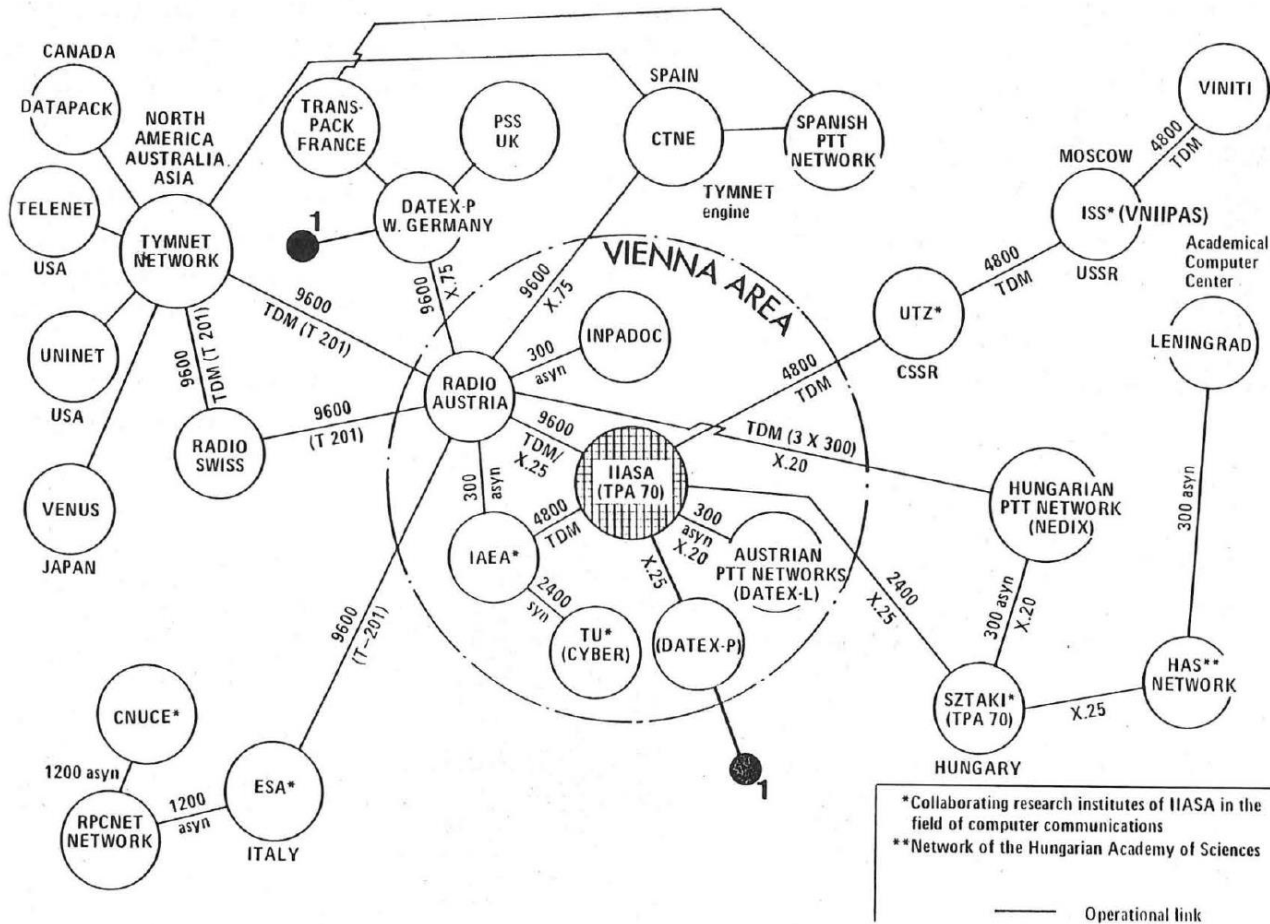 CANADA
DATAPACK
NORTH
AMERICA
AUSTRALIA
ASIA
TELENET
USA
TYMNET
NETWORK
UNINET
USA
VENUS
JAPAN
9600
TDM (T 201)
RADIO
SWISS
9600
TDM (T 201)
9600
(T 201)
TRANS-
PACK
FRANCE
PSS
UK
DATEX-P
W. GERMANY
1
9600
X.75
SPAIN
CTNE
TYMNET
engine
SPANISH
PTT
NETWORK
9600
X.75
VIENNA AREA
RADIO
AUSTRIA
300
asyn
INPADOC
9600
TDM/
X.25
IIASA
(TPA 70)
300
asyn
IAEA*
4800
TDM
2400
syn
TU*
(CYBER)
300
asyn
X.20
AUSTRIAN
PTT NETWORKS
(DATEX-L)
X.25
(DATEX-P)
1
4800
TDM
UTZ*
CSSR
4800
TDM
MOSCOW
ISS* (VNIIPAS)
USSR
4800
TDM
VINITI
Academical
Computer
Center
LENINGRAD
300 asyn
TDM (3 X 300)
X.20
HUNGARIAN
PTT NETWORK
(NEDIX)
300 asyn
X.20
2400
X.25
SZTAKI*
(TPA 70)
HUNGARY
X.25
HAS**
NETWORK
9600
(T-201)
CNUCE*
1200 asyn
RPCNET
NETWORK
1200
asyn
ESA*
ITALY
*Collaborating research institutes of IIASA in the
field of computer communications
**Network of the Hungarian Academy of Sciences
Operational link